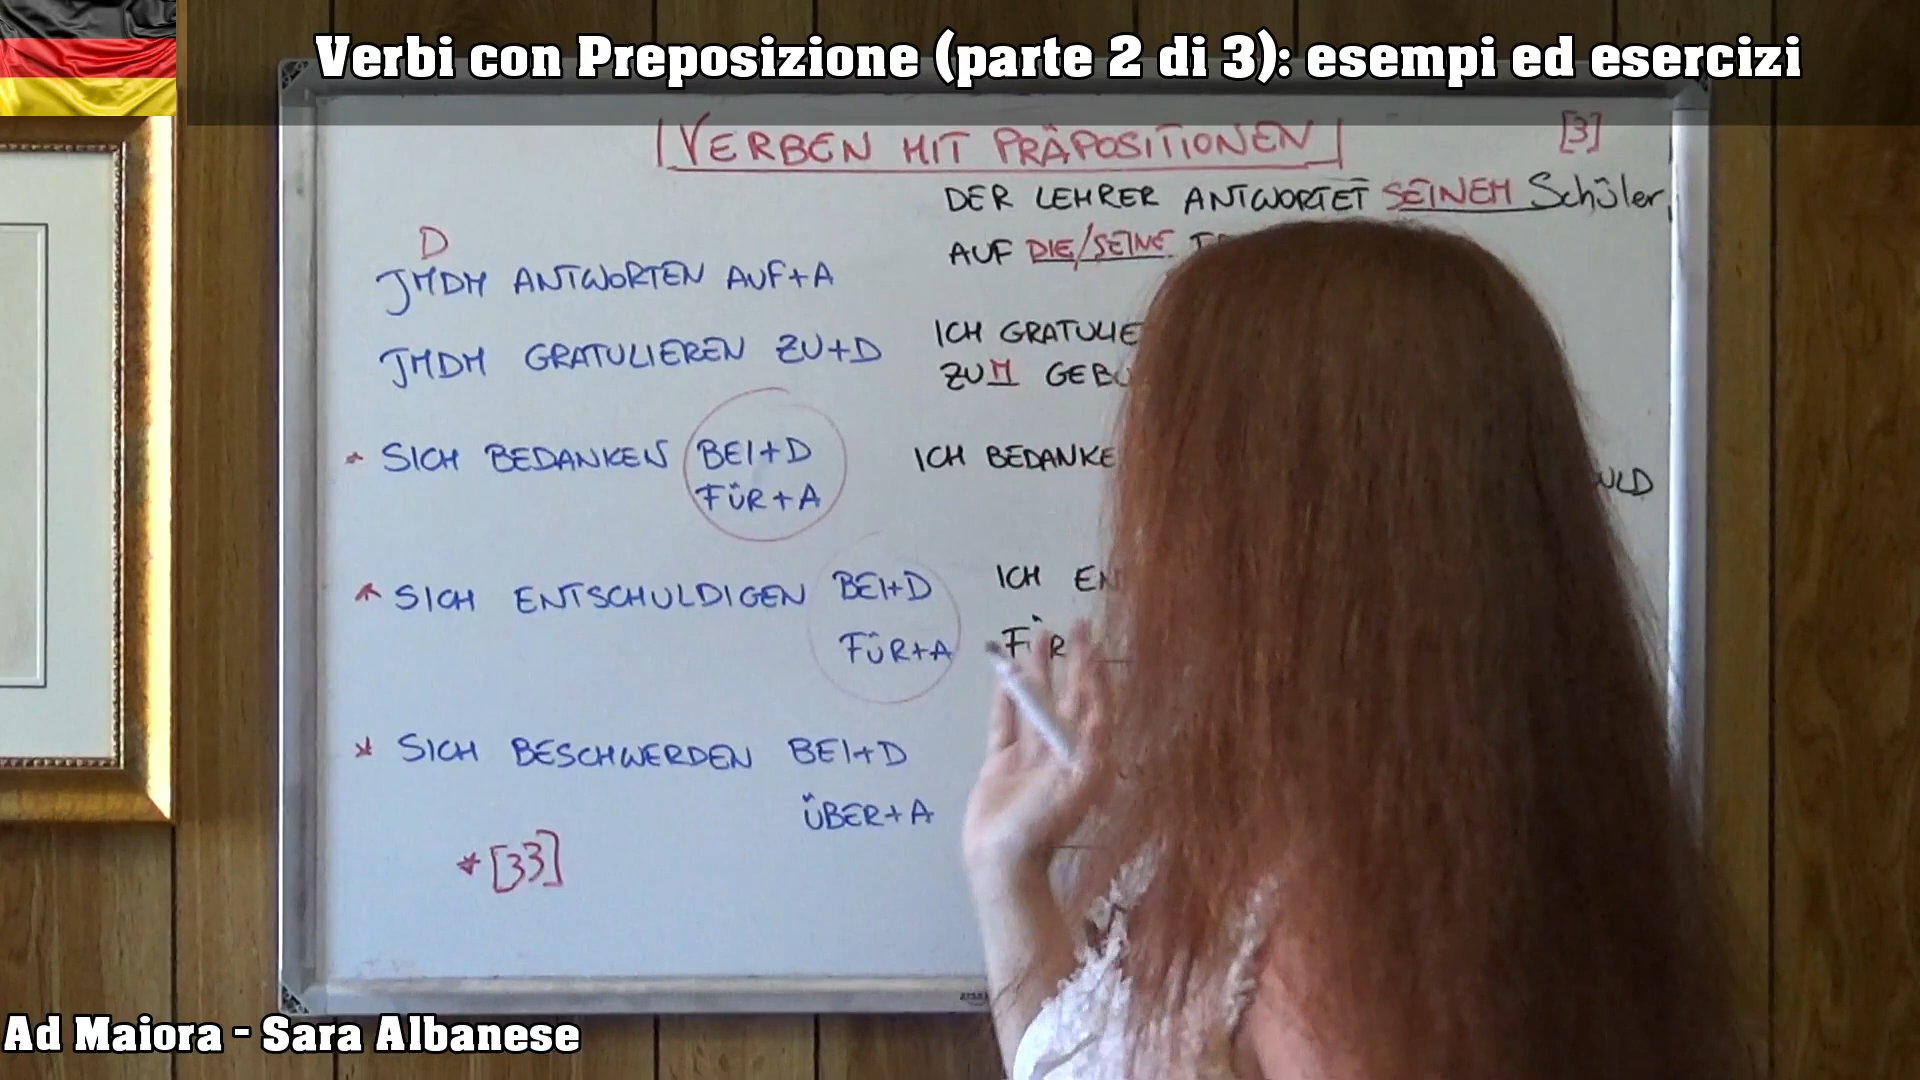 Verbi con Preposizione (parte 2 di 3): esempi ed esercizi
VERBEN MIT PRÄPOSITIONEN
[3]
DER LEHRER ANTWORTET SEINEM Schüler
AUF DIE/SEINE
D
JMDM ANTWORTEN AUF+A
ICH GRATULIE
JMDM GRATULIEREN ZU+D
ZUM GEBU
* SICH BEDANKEN BEI+D
FÜR+A
ICH BEDANKE
ULD
* SICH ENTSCHULDIGEN BEI+D
FÜR+A
ICH EN
FÜR
* SICH BESCHWERDEN BEI+D
ÜBER+A
* [33]
Ad Maiora - Sara Albanese